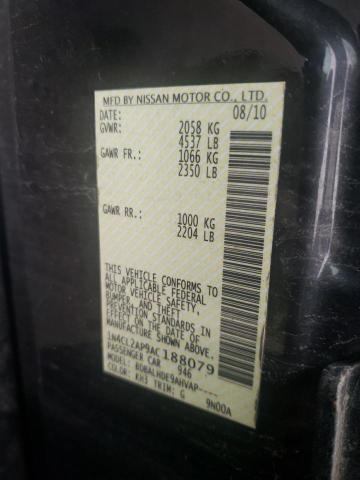 MFD BY NISSAN MOTOR CO., LTD.
DATE: 08/10
GVWR: 2058 KG
4537 LB
GAWR FR.: 1066 KG
2350 LB
GAWR RR.: 1000 KG
2204 LB
THIS VEHICLE CONFORMS TO
ALL APPLICABLE FEDERAL
MOTOR VEHICLE SAFETY,
BUMPER, AND THEFT
PREVENTION STANDARDS IN
EFFECT ON THE DATE OF
MANUFACTURE SHOWN ABOVE.
1N4CL2AP9AC188079
PASSENGER CAR 946
MODEL: BDBALHDE9AHVAP----
COLOR: KH3 TRIM: G 9N00A